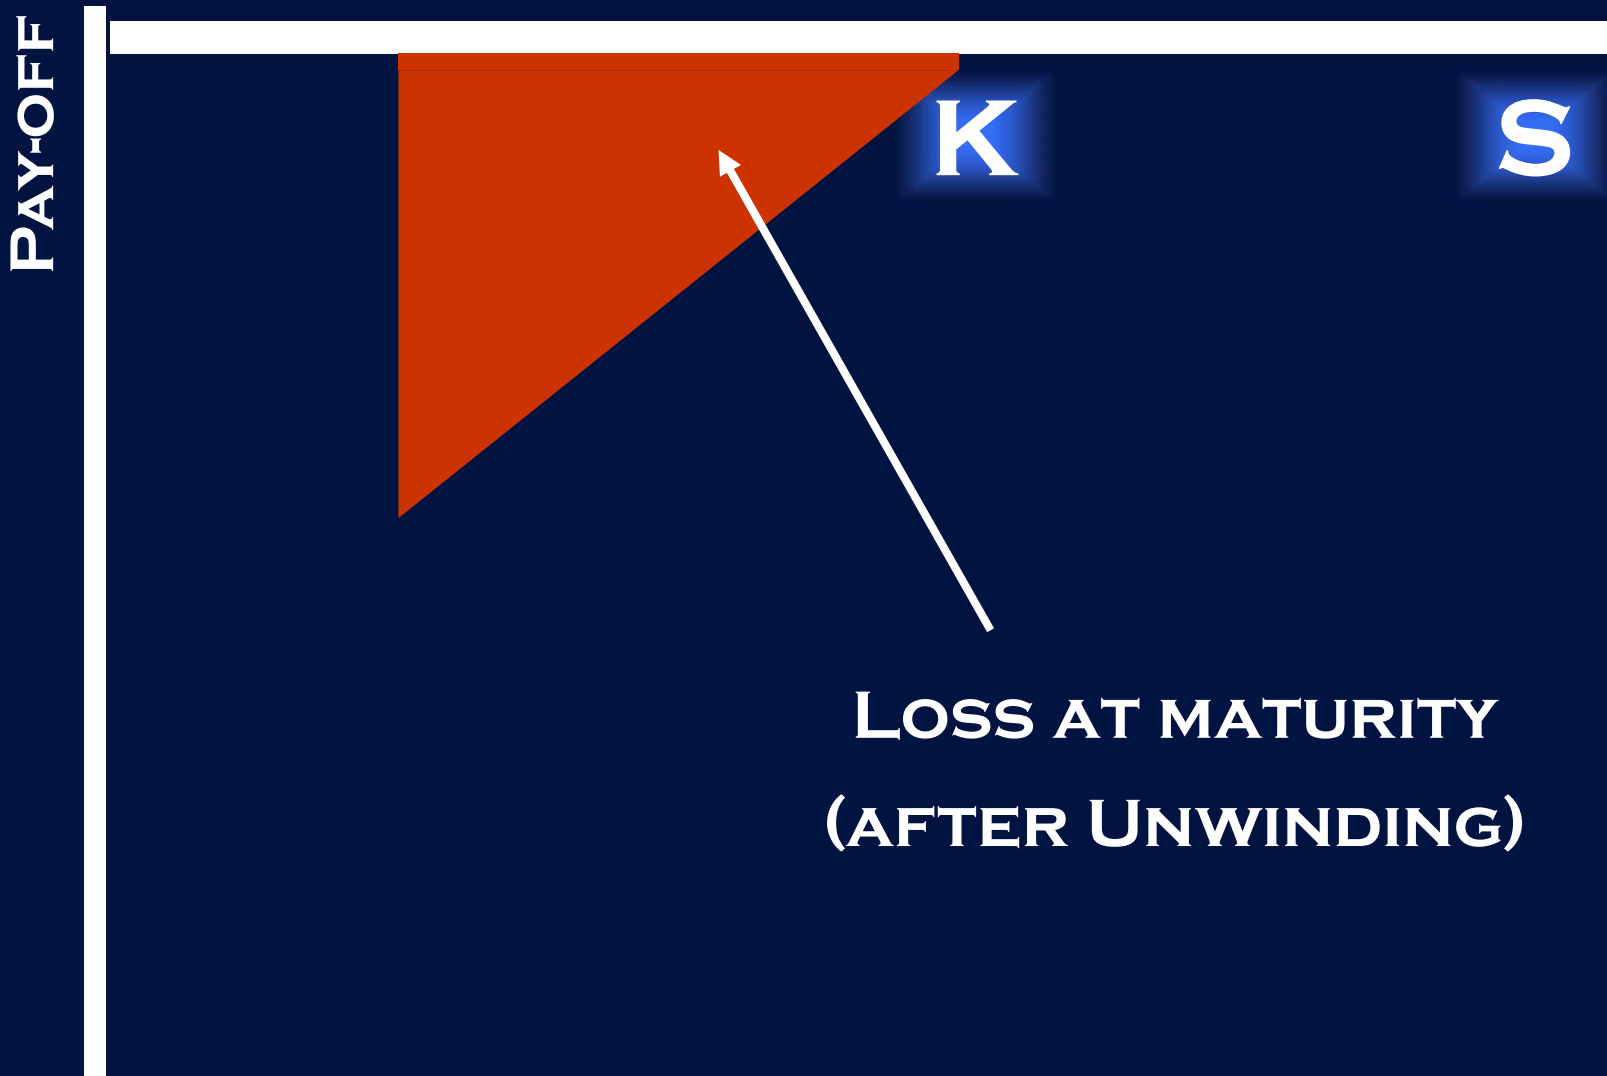 Pay-off
K
S
Loss at maturity
(after Unwinding)